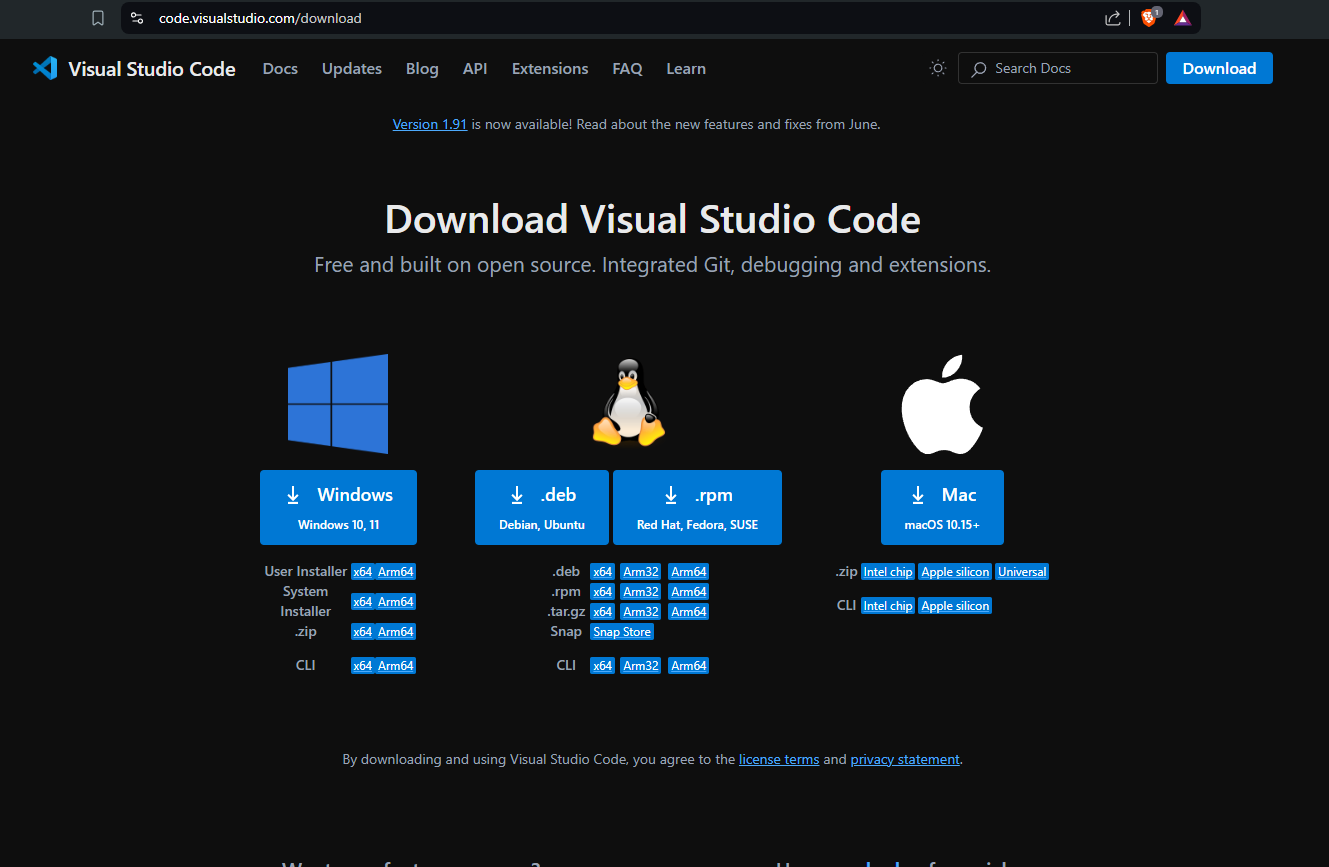 code.visualstudio.com/download
1
Visual Studio Code Docs Updates Blog API Extensions FAQ Learn Search Docs Download
Version 1.91 is now available! Read about the new features and fixes from June.
Download Visual Studio Code
Free and built on open source. Integrated Git, debugging and extensions.
Windows
Windows 10, 11
User Installer x64 Arm64
System
Installer x64 Arm64
.zip x64 Arm64
CLI x64 Arm64
.deb
Debian, Ubuntu
.rpm
Red Hat, Fedora, SUSE
.deb x64 Arm32 Arm64
.rpm x64 Arm32 Arm64
.tar.gz x64 Arm32 Arm64
Snap Snap Store
CLI x64 Arm32 Arm64
Mac
macOS 10.15+
.zip Intel chip Apple silicon Universal
CLI Intel chip Apple silicon
By downloading and using Visual Studio Code, you agree to the license terms and privacy statement.